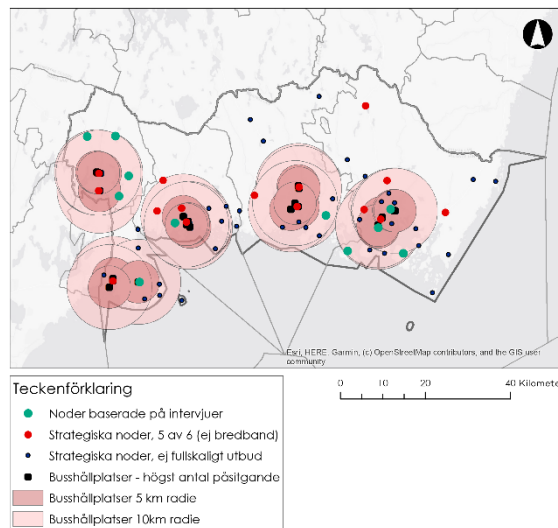 Esri, HERE, Garmin, (c) OpenStreetMap contributors, and the GIS user
community
Teckenförklaring
Noder baserade på intervjuer
Strategiska noder, 5 av 6 (ej bredband)
Strategiska noder, ej fullskaligt utbud
Busshållplatser - högst antal påsitgande
Busshållplatser 5 km radie
Busshållplatser 10km radie
0 10 20 40 Kilomete